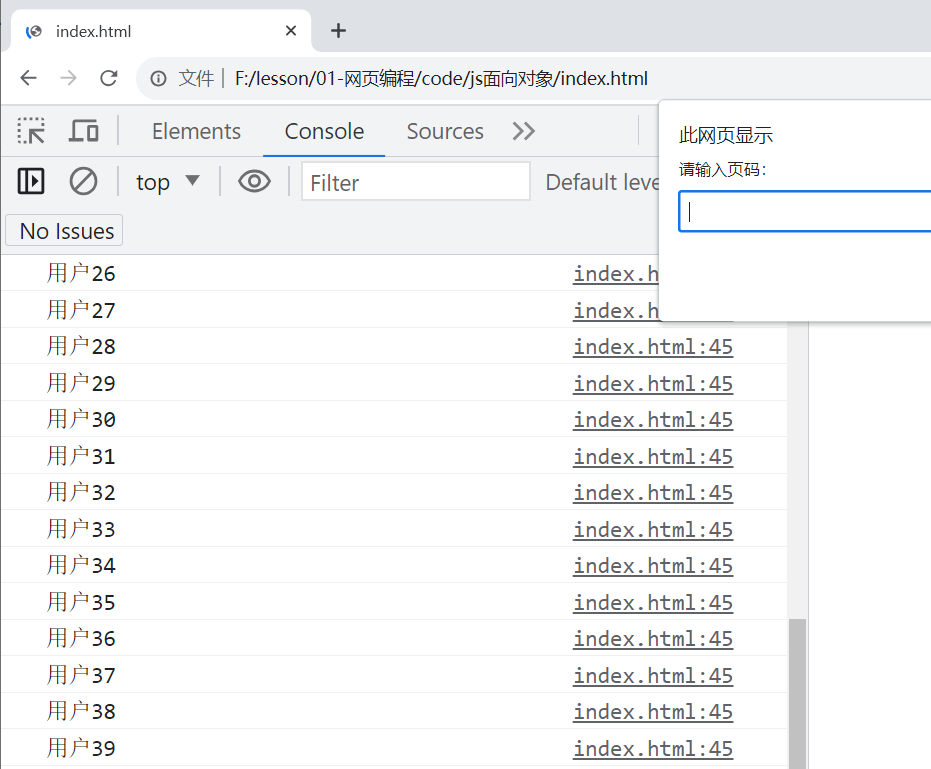 index.html
文件 F:/lesson/01-网页编程/code/js面向对象/index.html
Elements Console Sources
此网页显示
请输入页码:
top Filter Default leve
No Issues
用户26 index.h
用户27 index.h
用户28 index.html:45
用户29 index.html:45
用户30 index.html:45
用户31 index.html:45
用户32 index.html:45
用户33 index.html:45
用户34 index.html:45
用户35 index.html:45
用户36 index.html:45
用户37 index.html:45
用户38 index.html:45
用户39 index.html:45